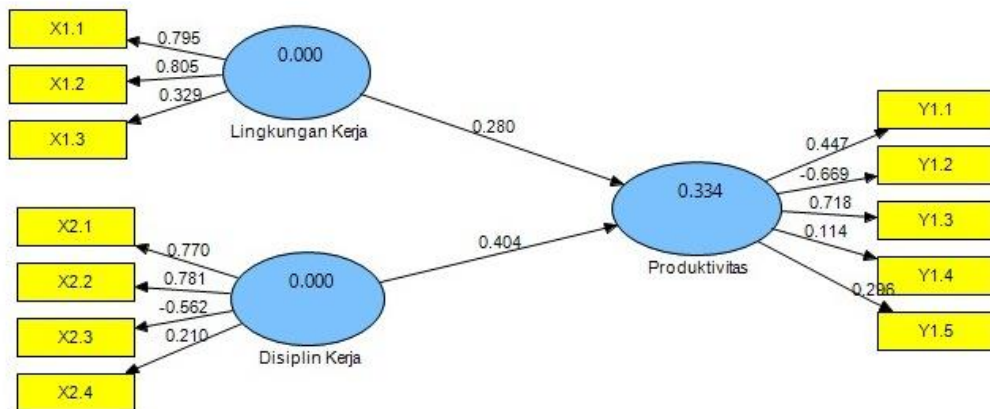 X1.1
0.795
X1.2
0.805
X1.3
0.329
0.000
Lingkungan Kerja
0.280
X2.1
0.770
X2.2
0.781
X2.3
-0.562
X2.4
0.210
0.000
Disiplin Kerja
0.404
0.334
Produktivitas
Y1.1
0.447
Y1.2
-0.669
Y1.3
0.718
Y1.4
0.114
Y1.5
0.296